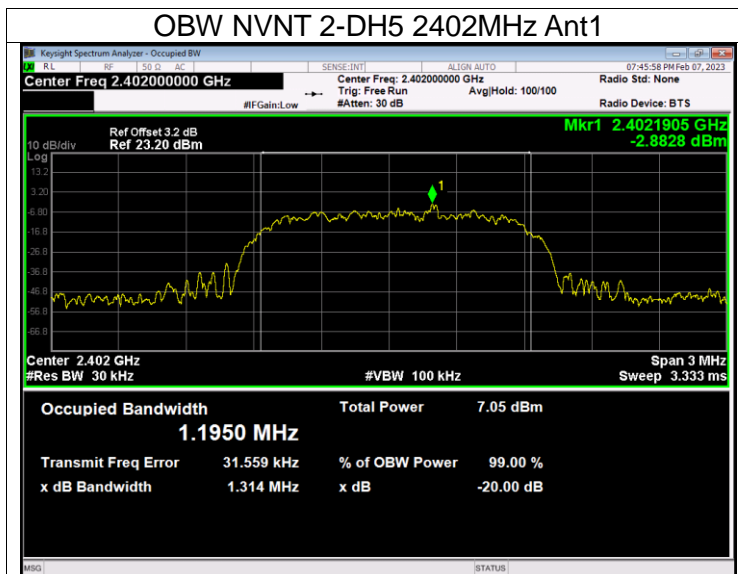 OBW NVNT 2-DH5 2402MHz Ant1
Keysight Spectrum Analyzer - Occupied BW
RL RF 50 Ω AC SENSE:INT ALIGN AUTO 07:45:58 PM Feb 07, 2023
Center Freq 2.402000000 GHz Center Freq: 2.402000000 GHz Radio Std: None
Trig: Free Run Avg|Hold: 100/100
#IFGain:Low #Atten: 30 dB Radio Device: BTS
Mkr1 2.4021905 GHz
Ref Offset 3.2 dB
10 dB/div Ref 23.20 dBm -2.8828 dBm
Log
13.2
1
3.20
-6.80
-16.8
-26.8
-36.8
-46.8
-56.8
-66.8
Center 2.402 GHz Span 3 MHz
#Res BW 30 kHz #VBW 100 kHz Sweep 3.333 ms
Occupied Bandwidth Total Power 7.05 dBm
1.1950 MHz
Transmit Freq Error 31.559 kHz % of OBW Power 99.00 %
x dB Bandwidth 1.314 MHz x dB -20.00 dB
MSG STATUS